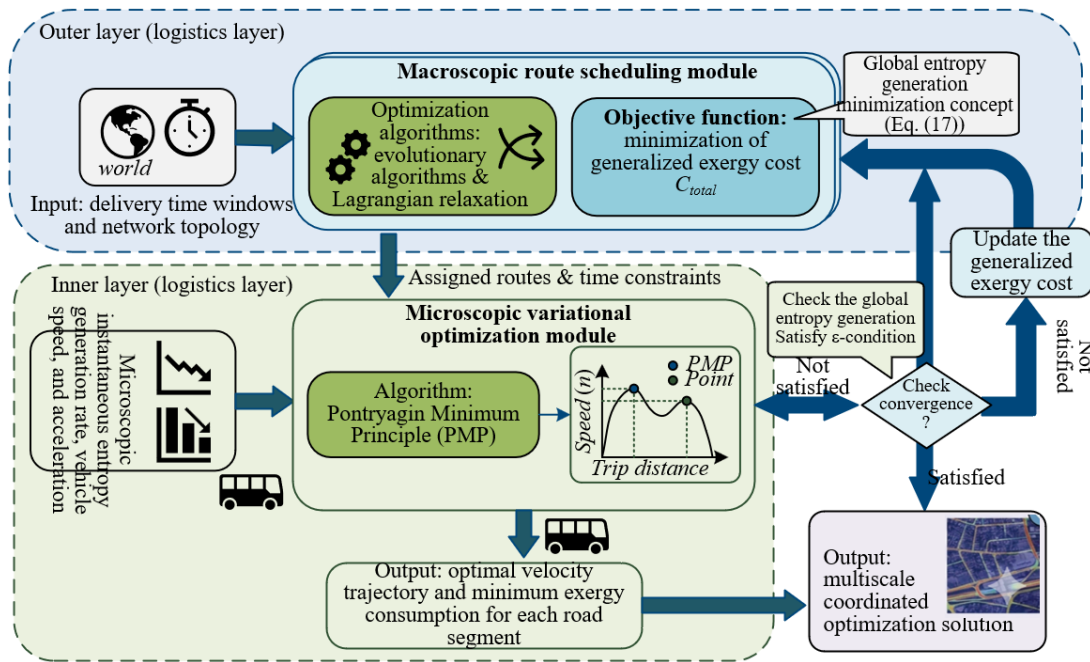 Outer layer (logistics layer)
world
Input: delivery time windows
and network topology
Macroscopic route scheduling module
Optimization
algorithms:
evolutionary
algorithms &
Lagrangian relaxation
Objective function:
minimization of
generalized exergy cost
C_total
Global entropy
generation
minimization concept
(Eq. (17))
Update the
generalized
exergy cost
Assigned routes & time constraints
Inner layer (logistics layer)
Microscopic
instantaneous entropy
generation rate, vehicle
speed, and acceleration
Microscopic variational
optimization module
Algorithm:
Pontryagin Minimum
Principle (PMP)
PMP
Point
Speed (n)
Trip distance
Check the global
entropy generation
Satisfy ε-condition
Not
satisfied
Check
convergence
?
Not
satisfied
Satisfied
Output: optimal velocity
trajectory and minimum exergy
consumption for each road
segment
Output:
multiscale
coordinated
optimization solution